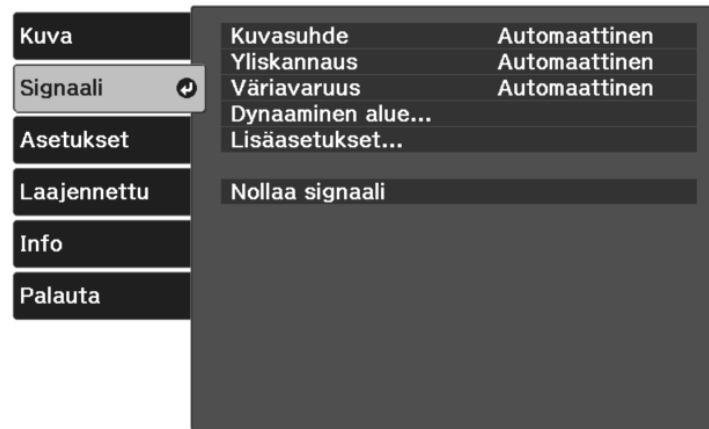 Kuva
Signaali
Asetukset
Laajennettu
Info
Palauta
Kuvasuhde Automaattinen
Yliskannaus Automaattinen
Väriavaruus Automaattinen
Dynaaminen alue...
Lisäasetukset...
Nollaa signaali